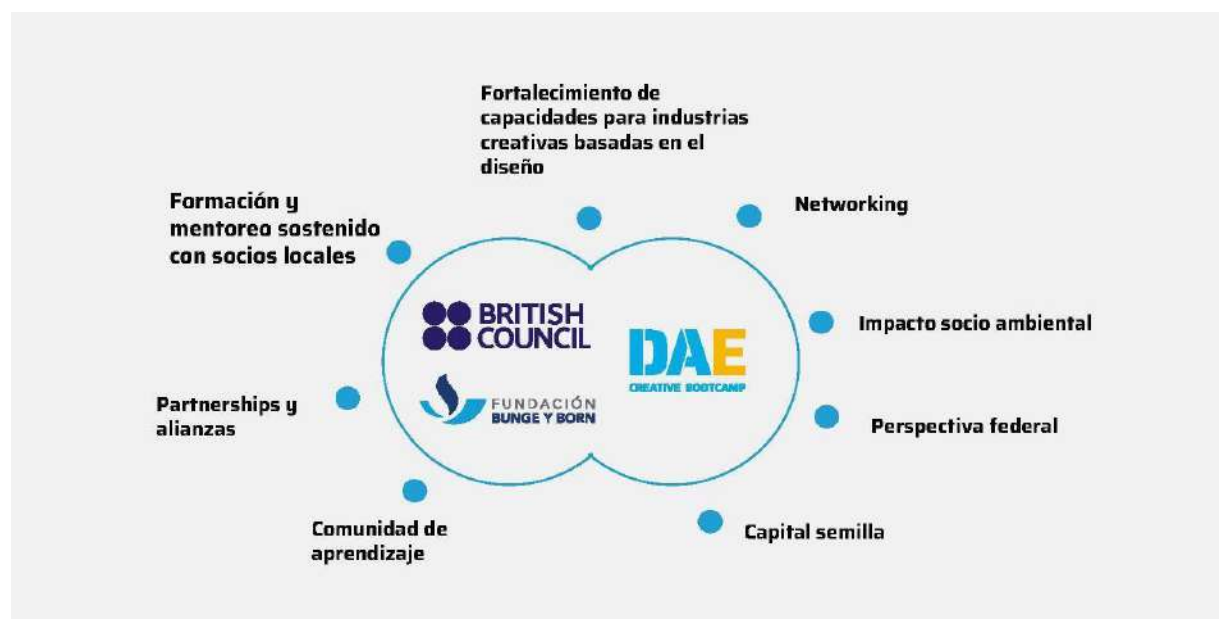 Fortalecimiento de
capacidades para industrias
creativas basadas en el
diseño
Formación y
mentoreo sostenido
con socios locales
Networking
BRITISH
COUNCIL
DAE
CREATIVE BOOTCAMP
FUNDACIÓN
BUNGE Y BORN
Impacto socio ambiental
Partnerships y
alianzas
Perspectiva federal
Comunidad de
aprendizaje
Capital semilla